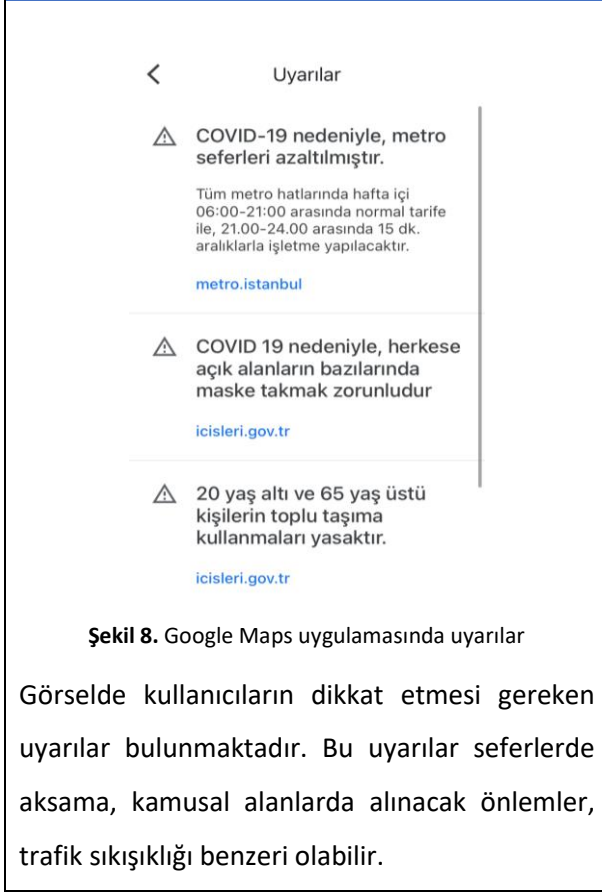 Uyarılar
COVID-19 nedeniyle, metro
seferleri azaltılmıştır.
Tüm metro hatlarında hafta içi
06:00-21:00 arasında normal tarife
ile, 21.00-24.00 arasında 15 dk.
aralıklarla işletme yapılacaktır.
metro.istanbul
COVID 19 nedeniyle, herkese
açık alanların bazılarında
maske takmak zorunludur
icisleri.gov.tr
20 yaş altı ve 65 yaş üstü
kişilerin toplu taşıma
kullanmaları yasaktır.
icisleri.gov.tr
Şekil 8. Google Maps uygulamasında uyarılar
Görselde kullanıcıların dikkat etmesi gereken
uyarılar bulunmaktadır. Bu uyarılar seferlerde
aksama, kamusal alanlarda alınacak önlemler,
trafik sıkışıklığı benzeri olabilir.